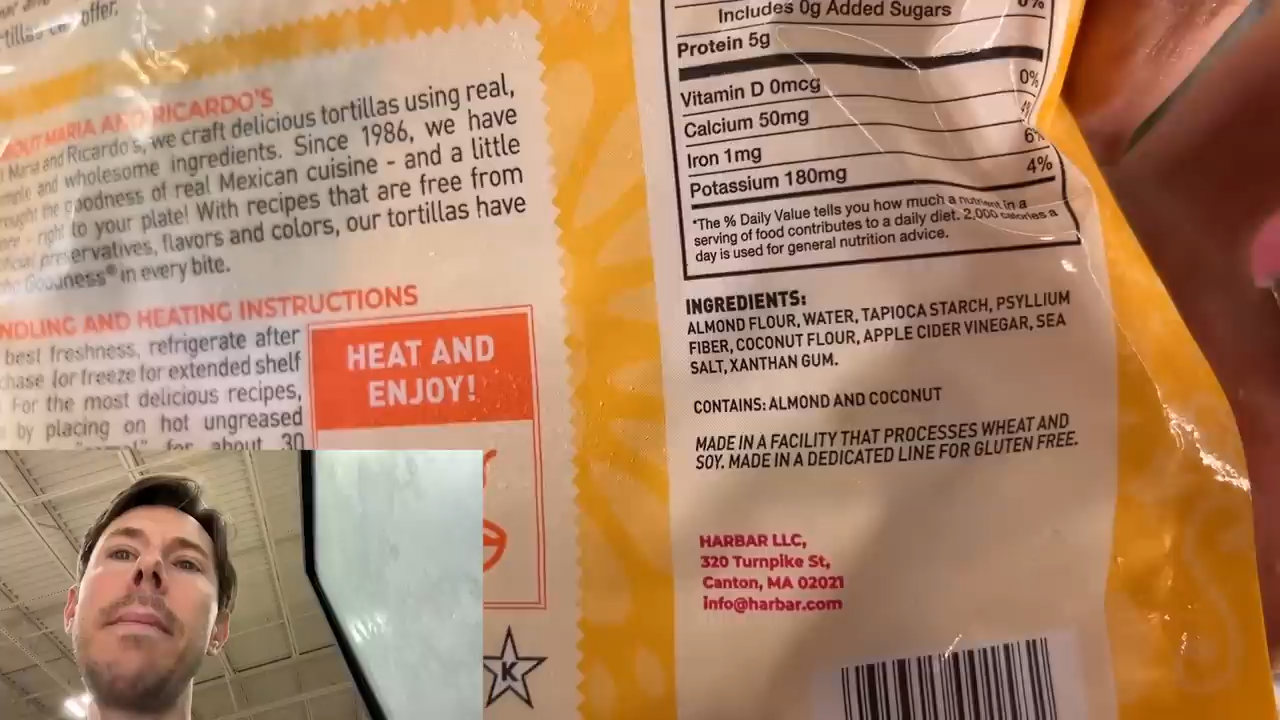 offer.
ABOUT MARIA AND RICARDO'S
Maria and Ricardo's, we craft delicious tortillas using real,
and wholesome ingredients. Since 1986, we have
the goodness of real Mexican cuisine - and a little
right to your plate! With recipes that are free from
preservatives, flavors and colors, our tortillas have
Goodness® in every bite.
HANDLING AND HEATING INSTRUCTIONS
best freshness, refrigerate after
(or freeze for extended shelf
For the most delicious recipes,
by placing on hot ungreased
for about 30
HEAT AND
ENJOY!
K
Includes 0g Added Sugars 0%
Protein 5g
Vitamin D 0mcg 0%
Calcium 50mg
Iron 1mg 6%
Potassium 180mg 4%
*The % Daily Value tells you how much a nutrient in a
serving of food contributes to a daily diet. 2,000 calories a
day is used for general nutrition advice.
INGREDIENTS:
ALMOND FLOUR, WATER, TAPIOCA STARCH, PSYLLIUM
FIBER, COCONUT FLOUR, APPLE CIDER VINEGAR, SEA
SALT, XANTHAN GUM.
CONTAINS: ALMOND AND COCONUT
MADE IN A FACILITY THAT PROCESSES WHEAT AND
SOY. MADE IN A DEDICATED LINE FOR GLUTEN FREE.
HARBAR LLC,
320 Turnpike St,
Canton, MA 02021
info@harbar.com